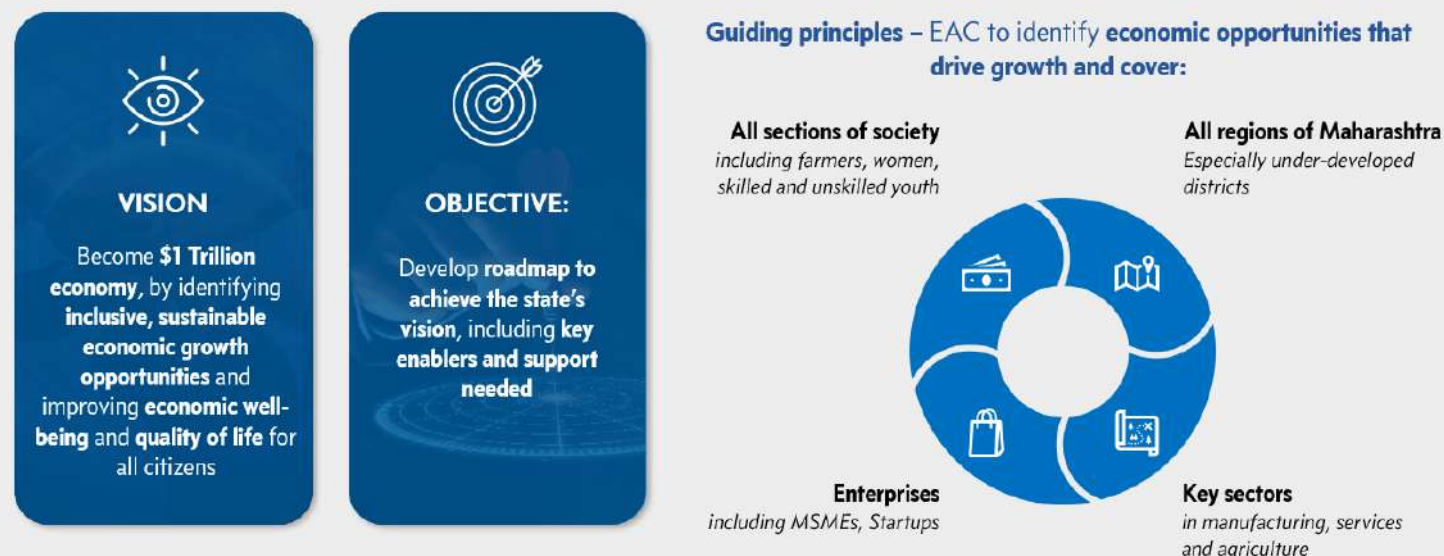 VISION
Become $1 Trillion
economy, by identifying
inclusive, sustainable
economic growth
opportunities and
improving economic well-
being and quality of life for
all citizens
OBJECTIVE:
Develop roadmap to
achieve the state's
vision, including key
enablers and support
needed
Guiding principles – EAC to identify economic opportunities that
drive growth and cover:
All sections of society
including farmers, women,
skilled and unskilled youth
All regions of Maharashtra
Especially under-developed
districts
Enterprises
including MSMEs, Startups
Key sectors
in manufacturing, services
and agriculture